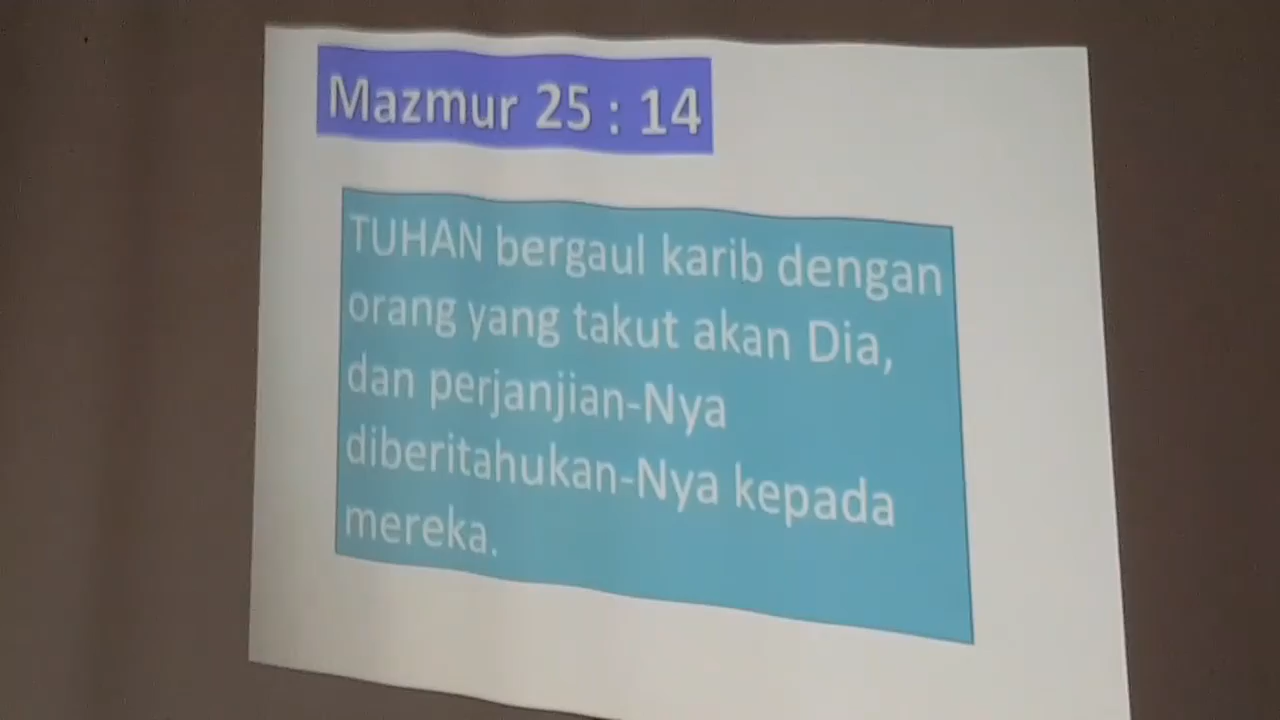 Mazmur 25 : 14
TUHAN bergaul karib dengan
orang yang takut akan Dia,
dan perjanjian-Nya
diberitahukan-Nya kepada
mereka.